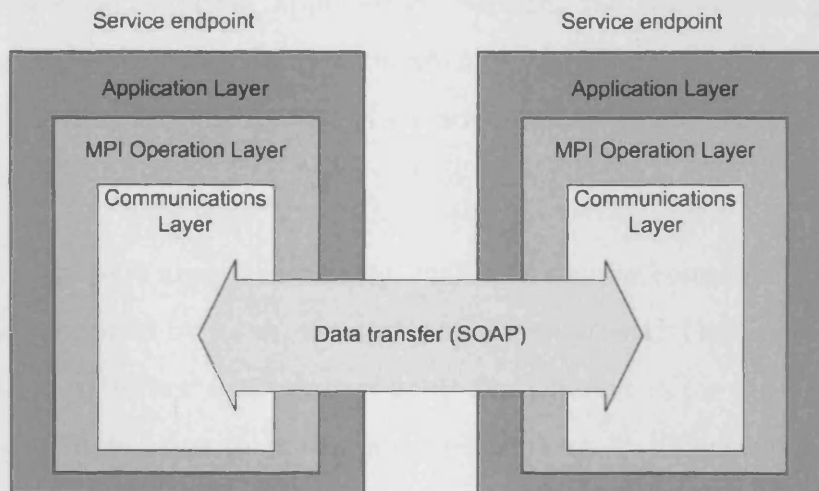 Service endpoint
Service endpoint
Application Layer
Application Layer
MPI Operation Layer
MPI Operation Layer
Communications
Layer
Communications
Layer
Data transfer (SOAP)